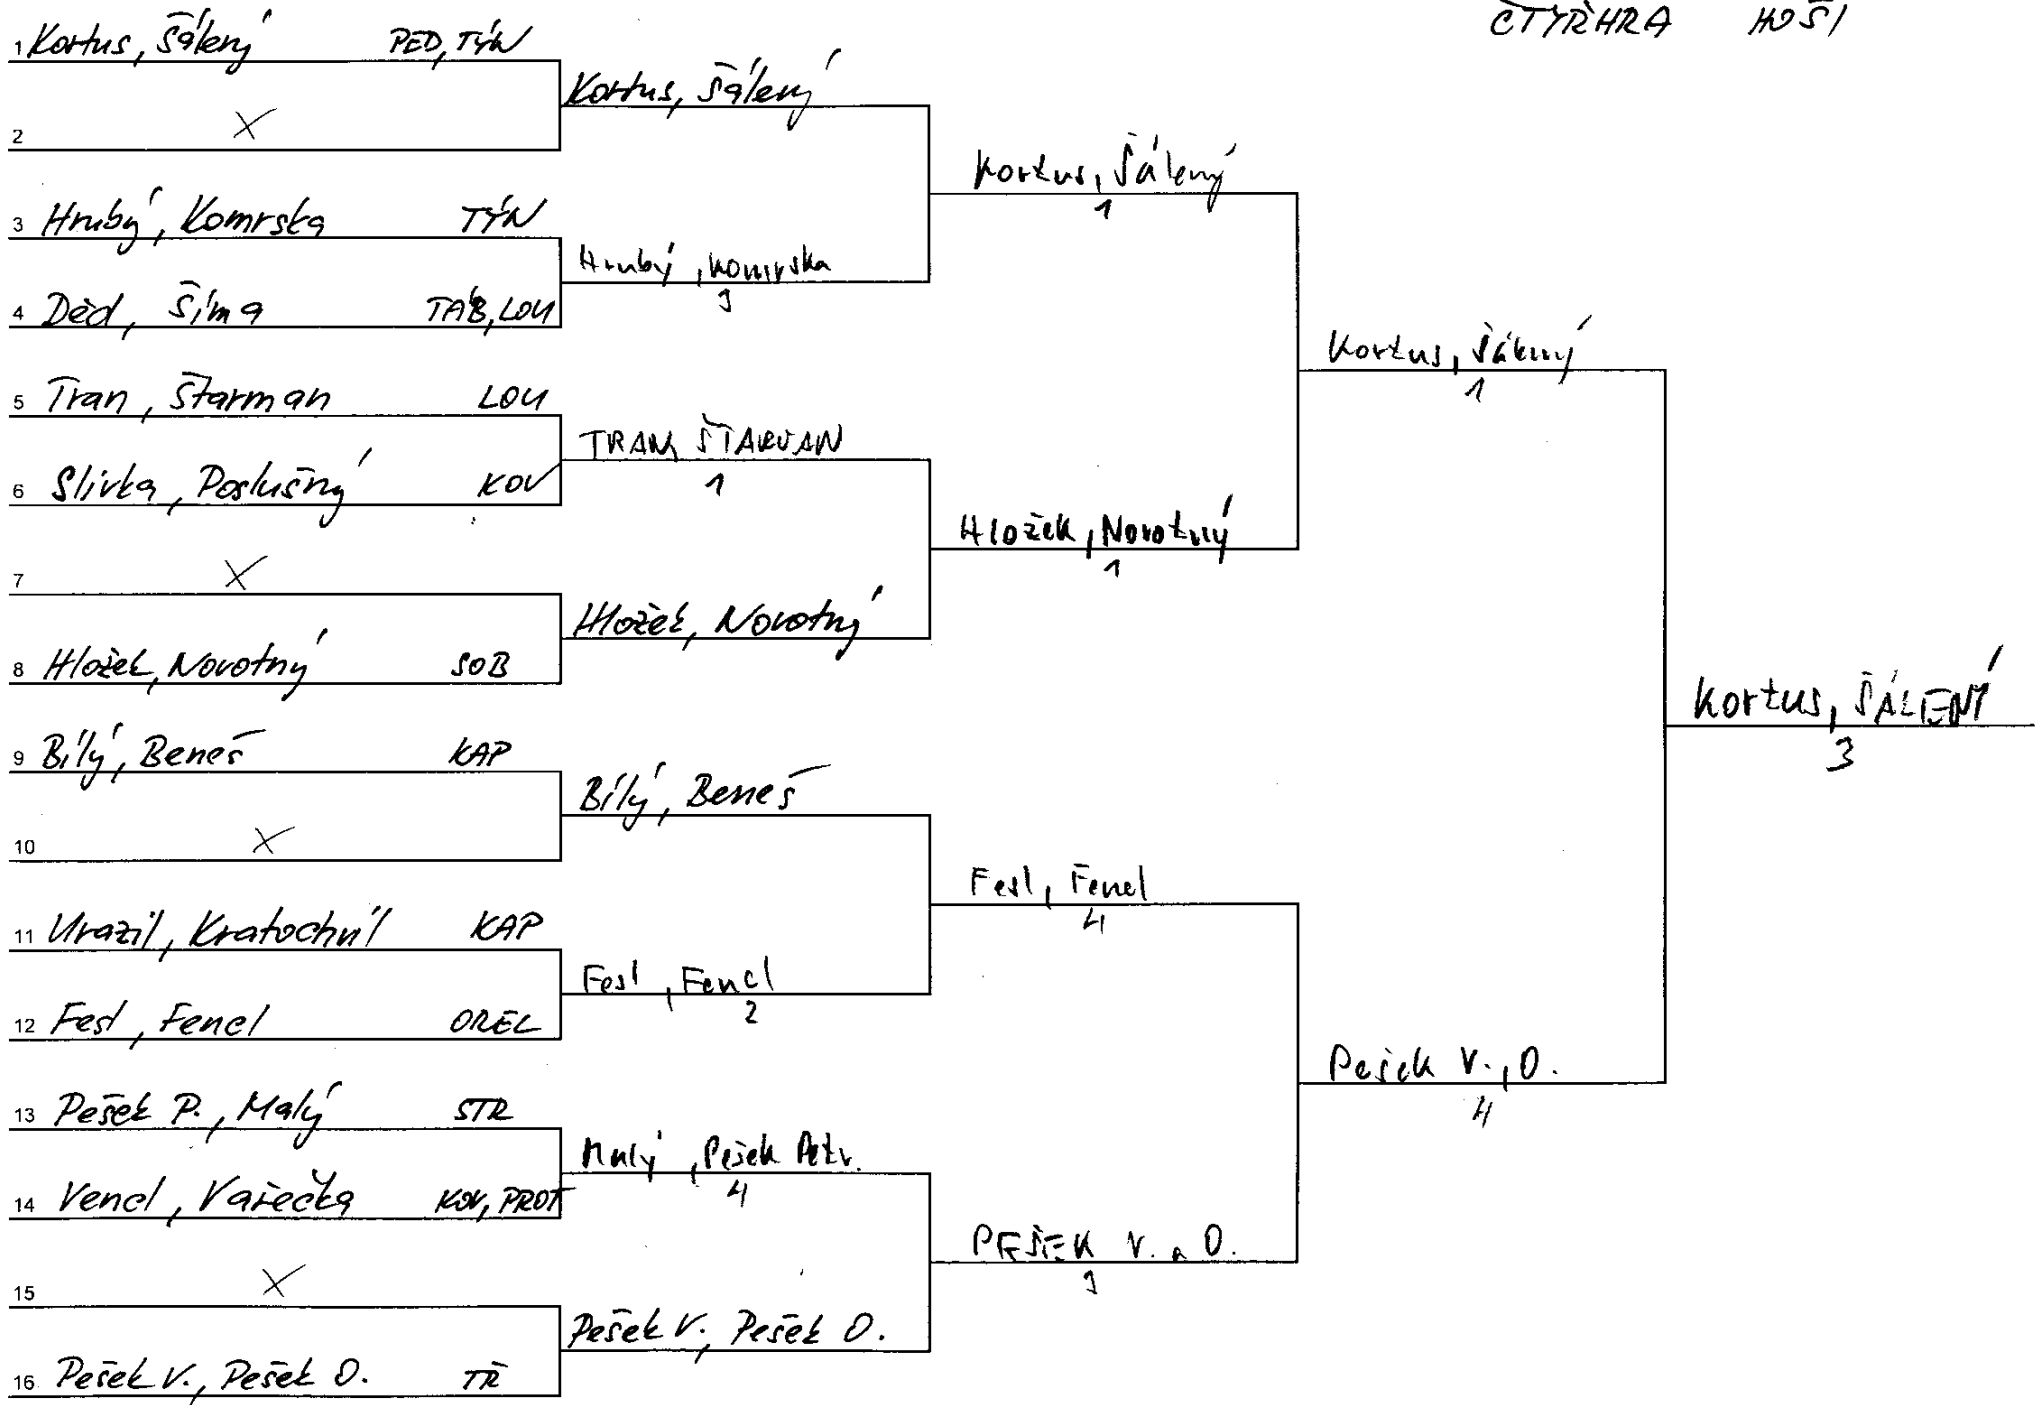 ČTYŘHRA HOŠI
1 Kortus, Šálený PED, TÝN
2 X
3 Hrubý, Komrska TÝN
4 Děd, Šíma TÁB, LOU
5 Tran, Štarman LOU
6 Slivka, Poslušný KOV
7 X
8 Hložek, Novotný SOB
9 Bílý, Beneš KAP
10 X
11 Urazil, Kratochvíl KAP
12 Fesl, Fencl OREL
13 Pešek P., Malý STR
14 Vencl, Vařečka KOV, PROT
15 X
16 Pešek V., Pešek O. TŘ
Kortus, Šálený
Hrubý, Komrska
1
TRAN, ŠTARMAN
1
Hložek, Novotný
Bílý, Beneš
Fesl, Fencl
2
Malý, Pešek Petr.
4
Pešek V., Pešek O.
Kortus, Šálený
1
Hložek, Novotný
1
Fesl, Fencl
4
PEŠEK V. a O.
1
Kortus, Šálený
1
Pešek V., O.
4
Kortus, ŠÁLENÝ
3